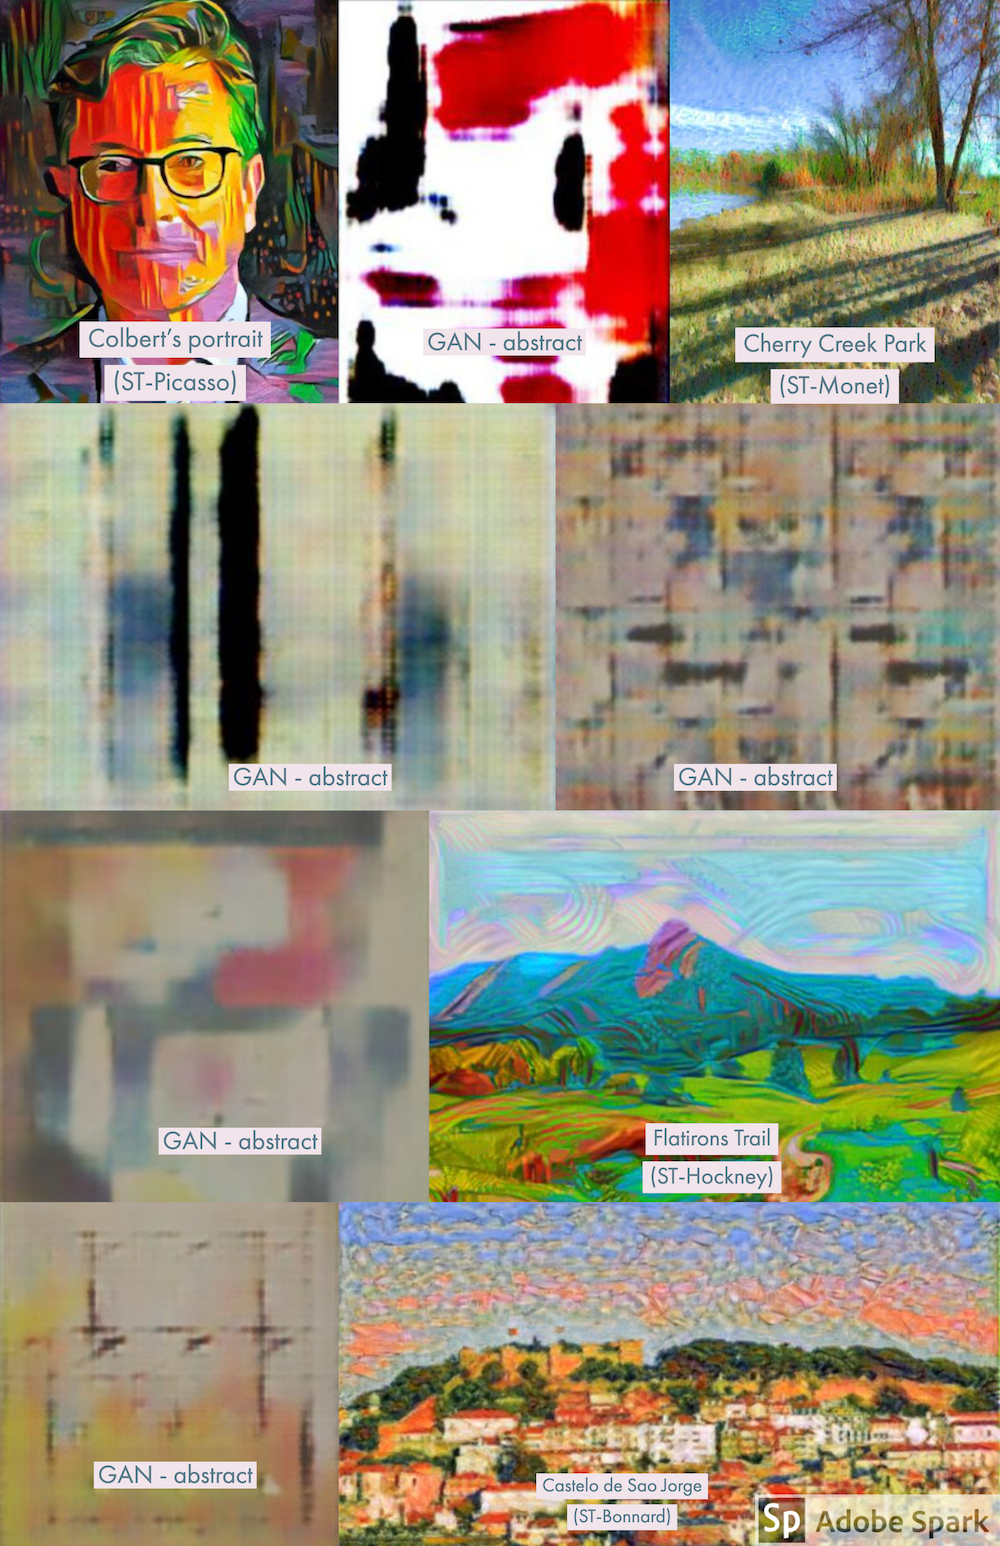 Colbert's portrait
(ST-Picasso)
GAN - abstract
Cherry Creek Park
(ST-Monet)
GAN - abstract
GAN - abstract
GAN - abstract
Flatirons Trail
(ST-Hockney)
GAN - abstract
Castelo de Sao Jorge
(ST-Bonnard)
Sp Adobe Spark